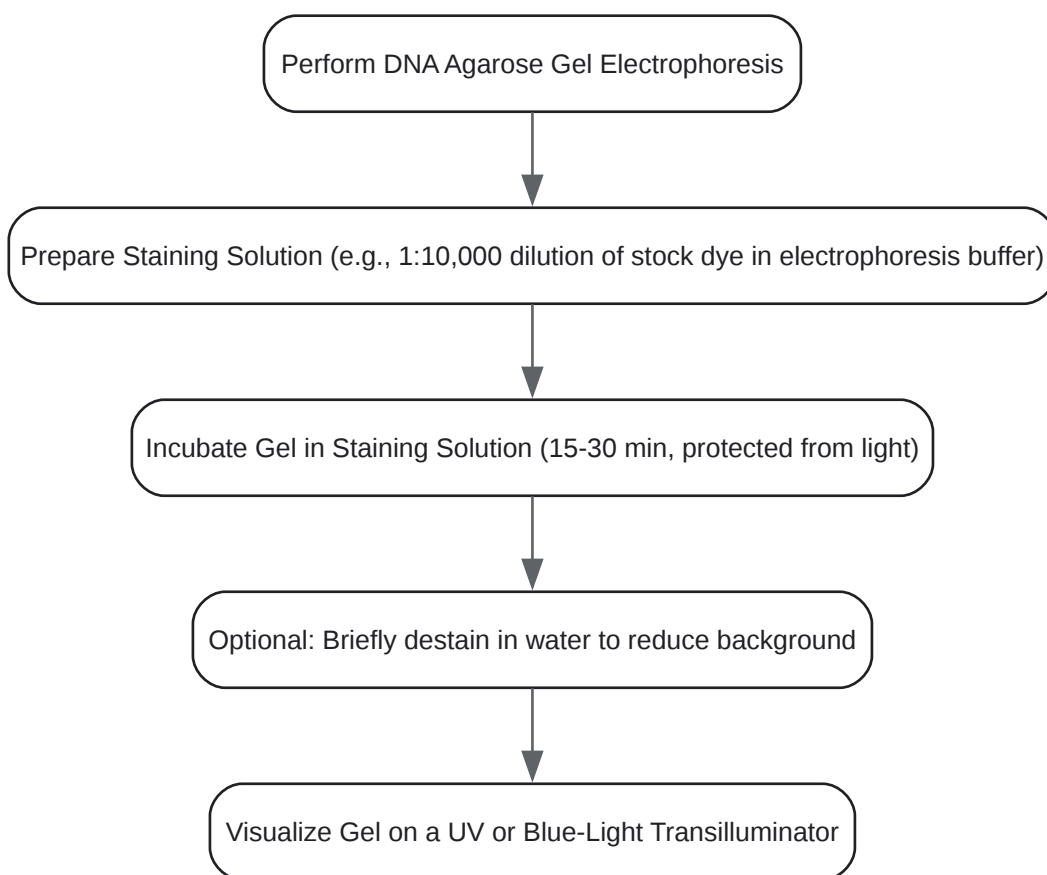 Perform DNA Agarose Gel Electrophoresis
Prepare Staining Solution (e.g., 1:10,000 dilution of stock dye in electrophoresis buffer)
Incubate Gel in Staining Solution (15-30 min, protected from light)
Optional: Briefly destain in water to reduce background
Visualize Gel on a UV or Blue-Light Transilluminator